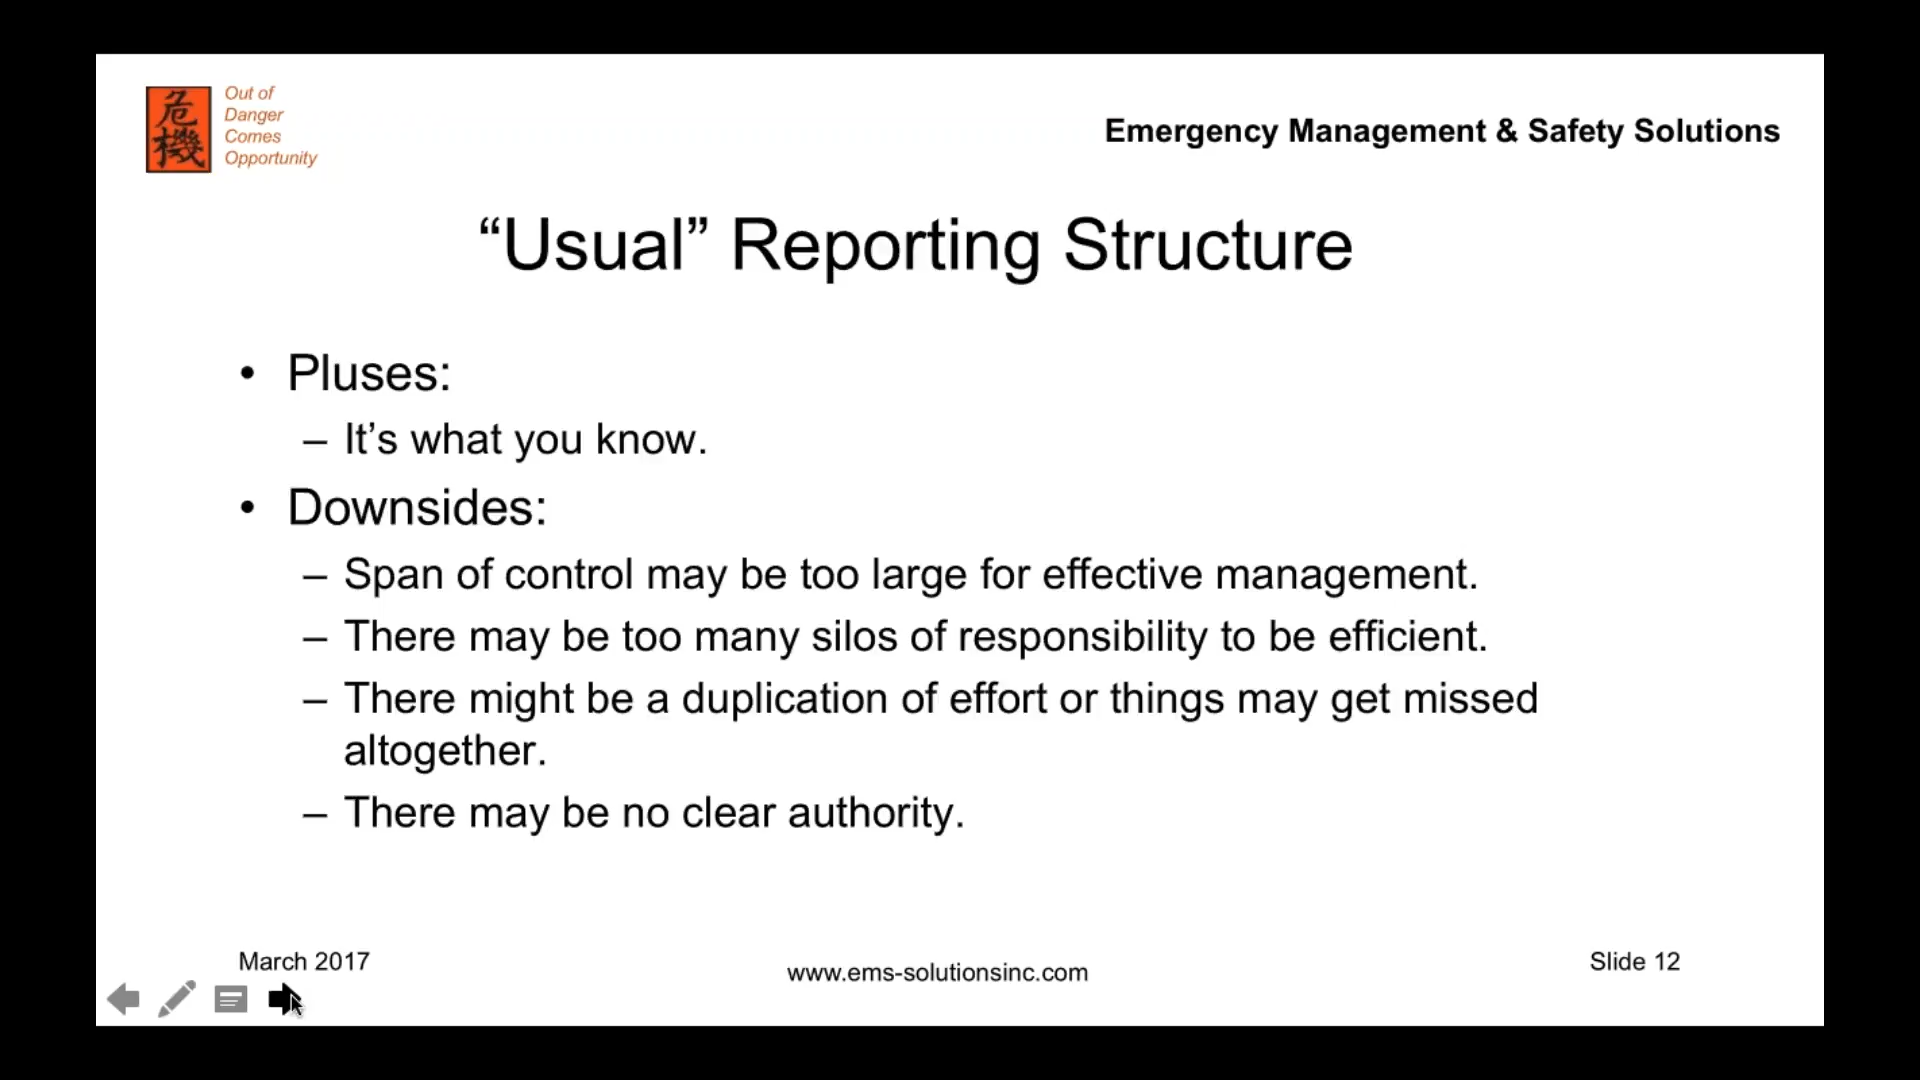 危機
Out of
Danger
Comes
Opportunity
Emergency Management & Safety Solutions
“Usual” Reporting Structure
• Pluses:
– It’s what you know.
• Downsides:
– Span of control may be too large for effective management.
– There may be too many silos of responsibility to be efficient.
– There might be a duplication of effort or things may get missed
altogether.
– There may be no clear authority.
March 2017
www.ems-solutionsinc.com
Slide 12